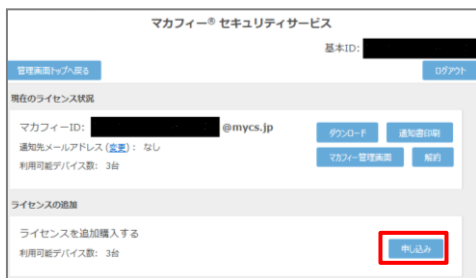 マカフィー® セキュリティサービス
基本ID:
管理画面トップへ戻る ログアウト
現在のライセンス状況
マカフィーID: @mycs.jp
通知先メールアドレス (変更) : なし
利用可能デバイス数: 3台
ダウンロード 通知書印刷
マカフィー管理画面 解約
ライセンスの追加
ライセンスを追加購入する
利用可能デバイス数: 3台
申し込み